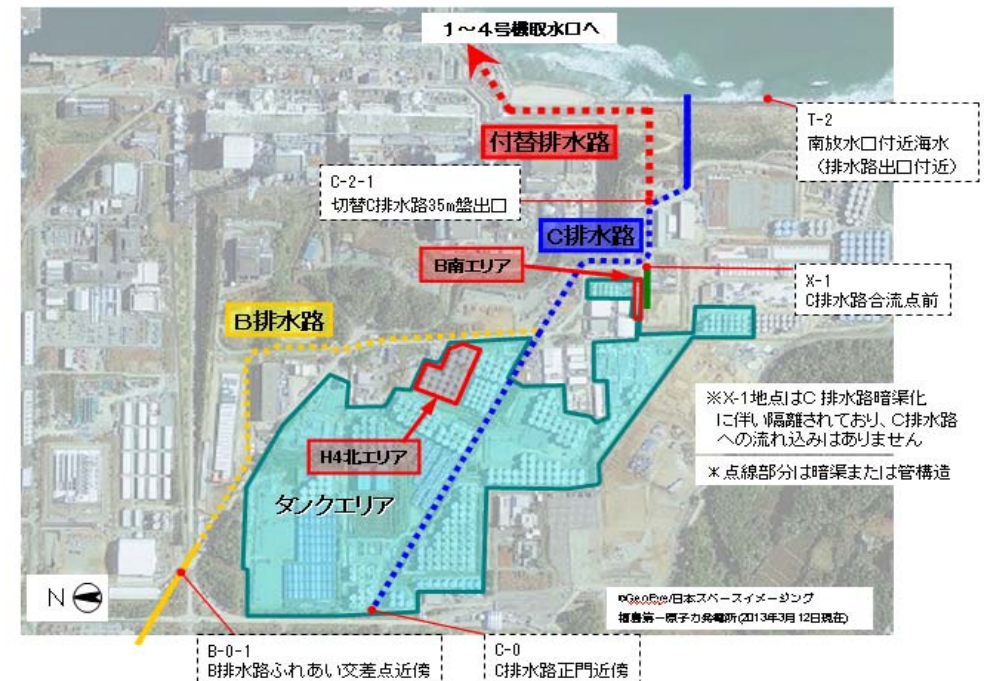 1～4号機取水口へ
付替排水路
T-2
南放水口付近海水
（排水路出口付近）
C-2-1
切替C排水路35m盤出口
C排水路
B南エリア
X-1
C排水路合流点前
B排水路
※X-1地点はC 排水路暗渠化
に伴い隔離されており、C排水路
への流れ込みはありません
H4北エリア
＊点線部分は暗渠または管構造
タンクエリア
N
©GeoEye/日本スペースイメージング
福島第一原子力発電所(2013年3月12日現在)
B-0-1
B排水路ふれあい交差点近傍
C-0
C排水路正門近傍